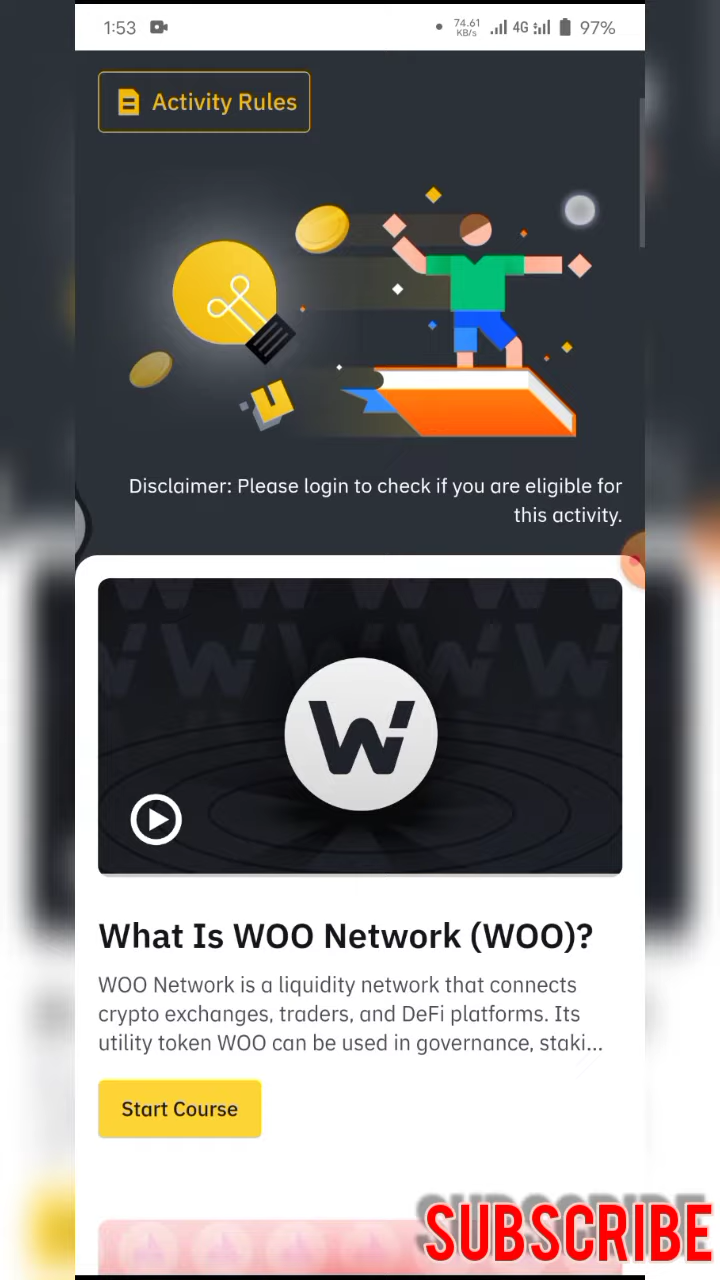 1:53
74.61
KB/s
4G
97%
Activity Rules
Disclaimer: Please login to check if you are eligible for
this activity.
What Is WOO Network (WOO)?
WOO Network is a liquidity network that connects
crypto exchanges, traders, and DeFi platforms. Its
utility token WOO can be used in governance, staki...
Start Course
SUBSCRIBE